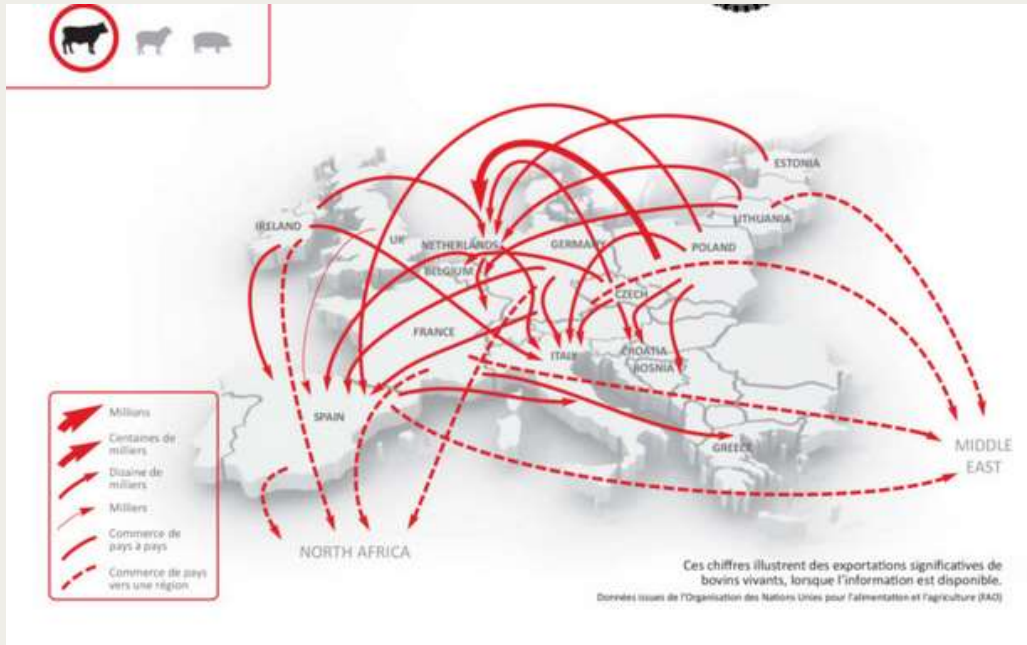 ESTONIA
LITHUANIA
IRELAND
UK
NETHERLANDS
GERMANY
POLAND
BELGIUM
CZECH
FRANCE
ITALY
CROATIA
BOSNIA
SPAIN
GREECE
MIDDLE
EAST
NORTH AFRICA
Millions
Centaines de
milliers
Dizaine de
milliers
Milliers
Commerce de
pays à pays
Commerce de pays
vers une région
Ces chiffres illustrent des exportations significatives de
bovins vivants, lorsque l'information est disponible.
Données issues de l'Organisation des Nations Unies pour l'alimentation et l'agriculture (FAO)